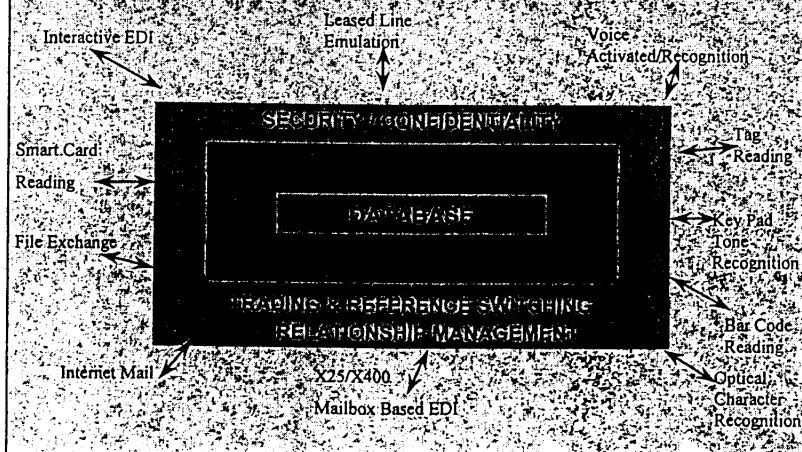 Interactive EDI
Leased Line
Emulation
Voice
Activated/Recognition
SECURITY / CONFIDENTIALITY
Smart Card
Reading
Tag
Reading
DATABASE
File Exchange
Key Pad
Tone
Recognition
TRADING & REFERENCE SWITCHING
RELATIONSHIP MANAGEMENT
Bar Code
Reading
Internet Mail
X25/X400
Mailbox Based EDI
Optical
Character
Recognition